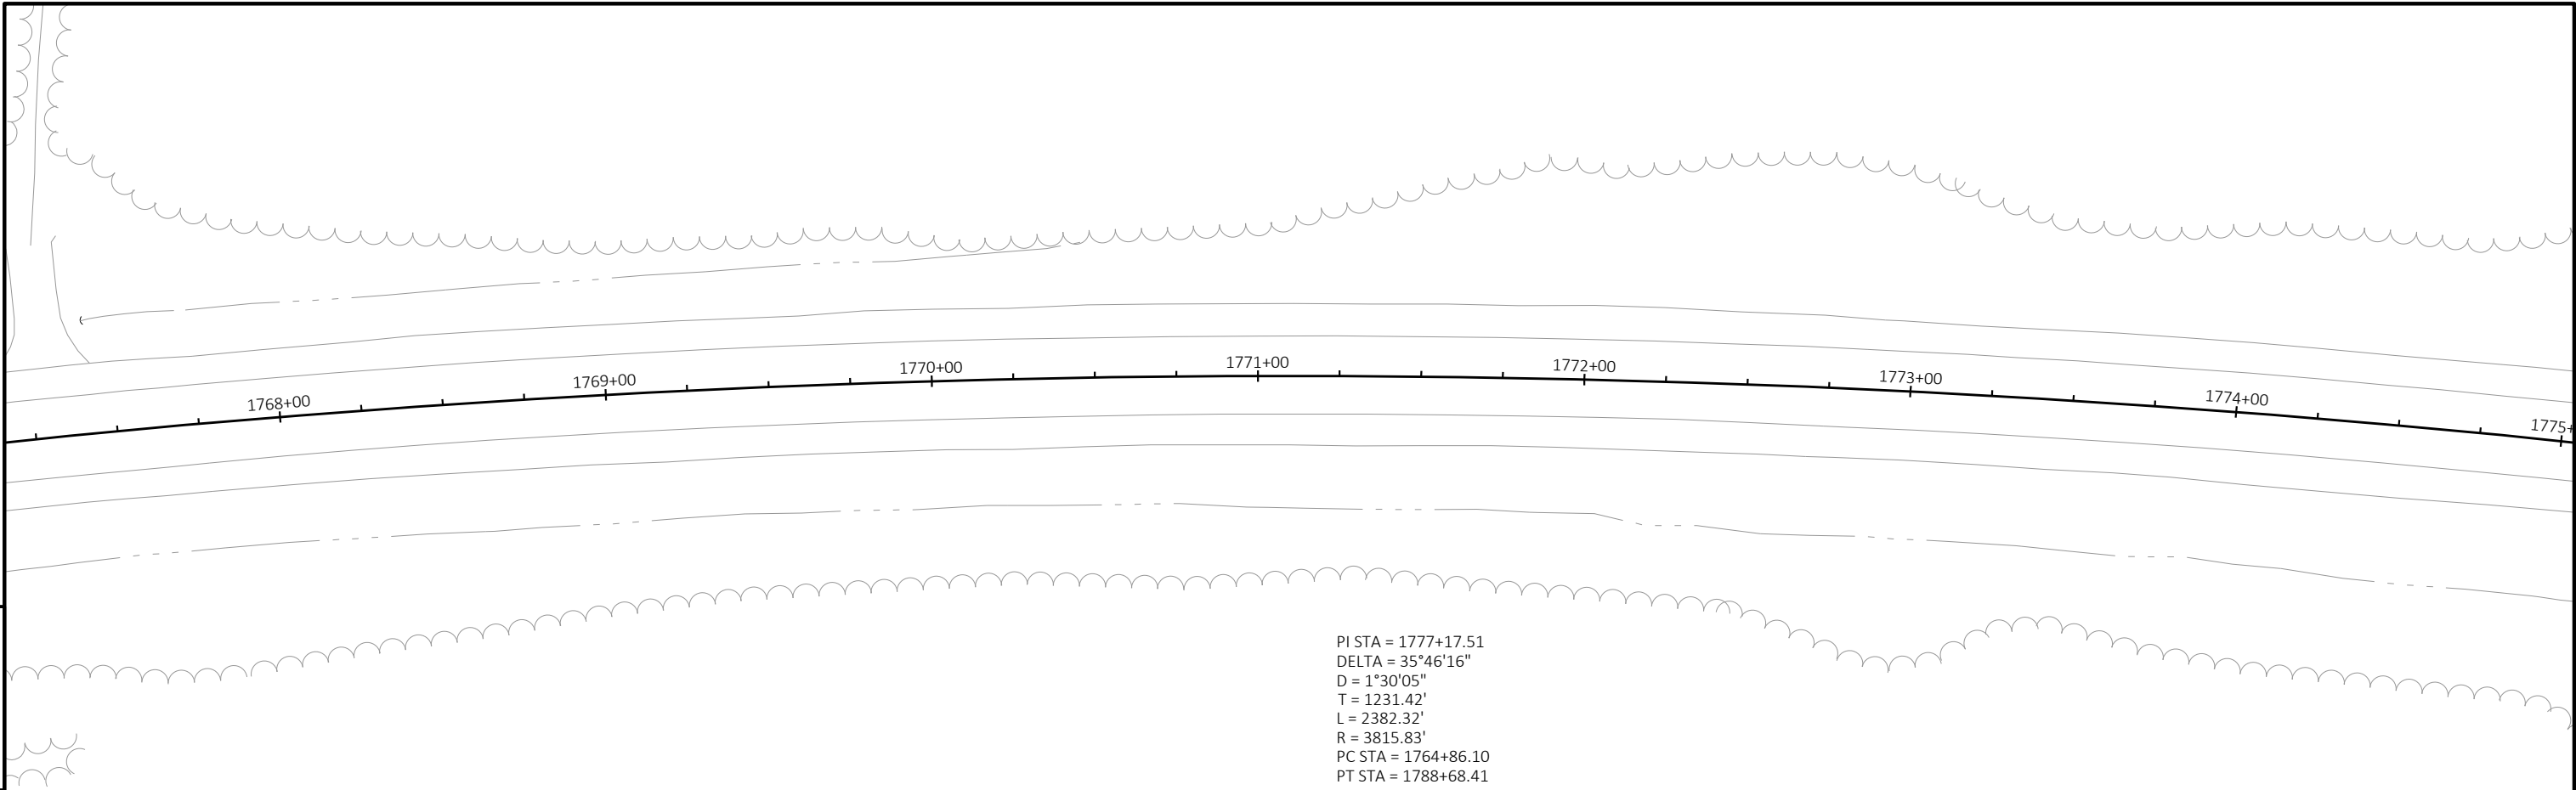 1768+00
1769+00
1770+00
1771+00
1772+00
1773+00
1774+00
1775+
PI STA = 1777+17.51
DELTA = 35°46'16"
D = 1°30'05"
T = 1231.42'
L = 2382.32'
R = 3815.83'
PC STA = 1764+86.10
PT STA = 1788+68.41